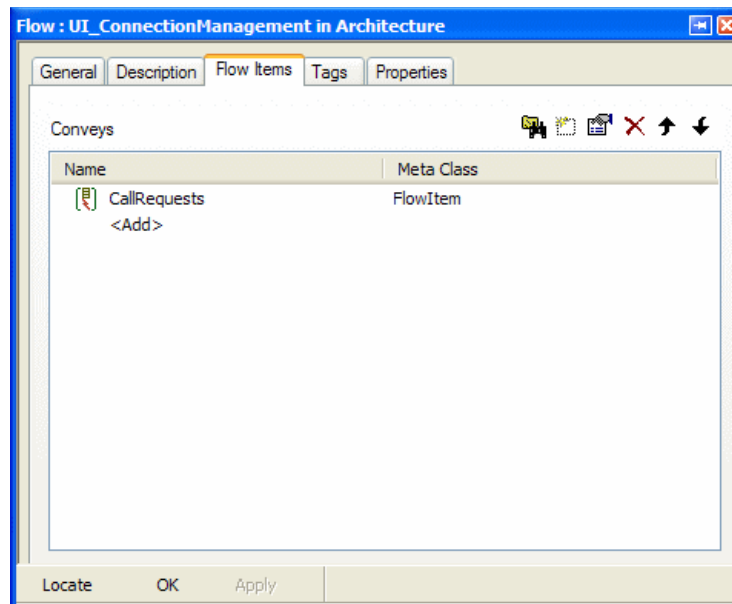 Flow : UI_ConnectionManagement in Architecture
General Description Flow Items Tags Properties
Conveys
Name Meta Class
CallRequests FlowItem
<Add>
Locate OK Apply